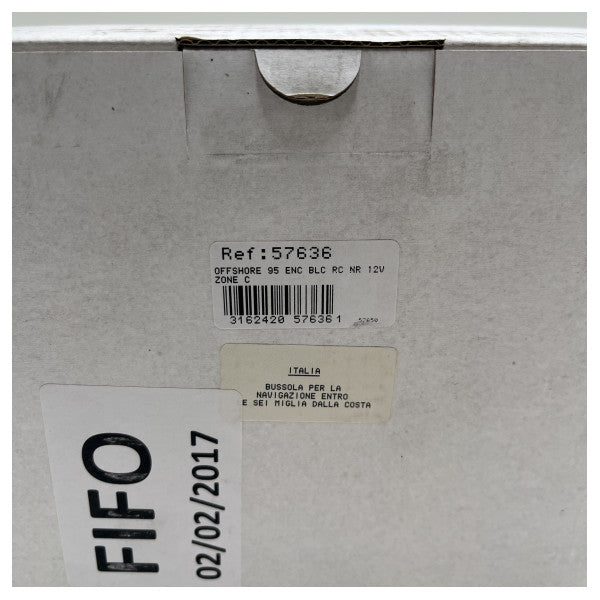 Ref:57636
OFFSHORE 95 ENC BLC RC NR 12V
ZONE C
3162420 576361
57650
ITALIA
BUSSOLA PER LA
NAVIGAZIONE ENTRO
E SEI MIGLIA DALLA COSTA
FIFO
02/02/2017